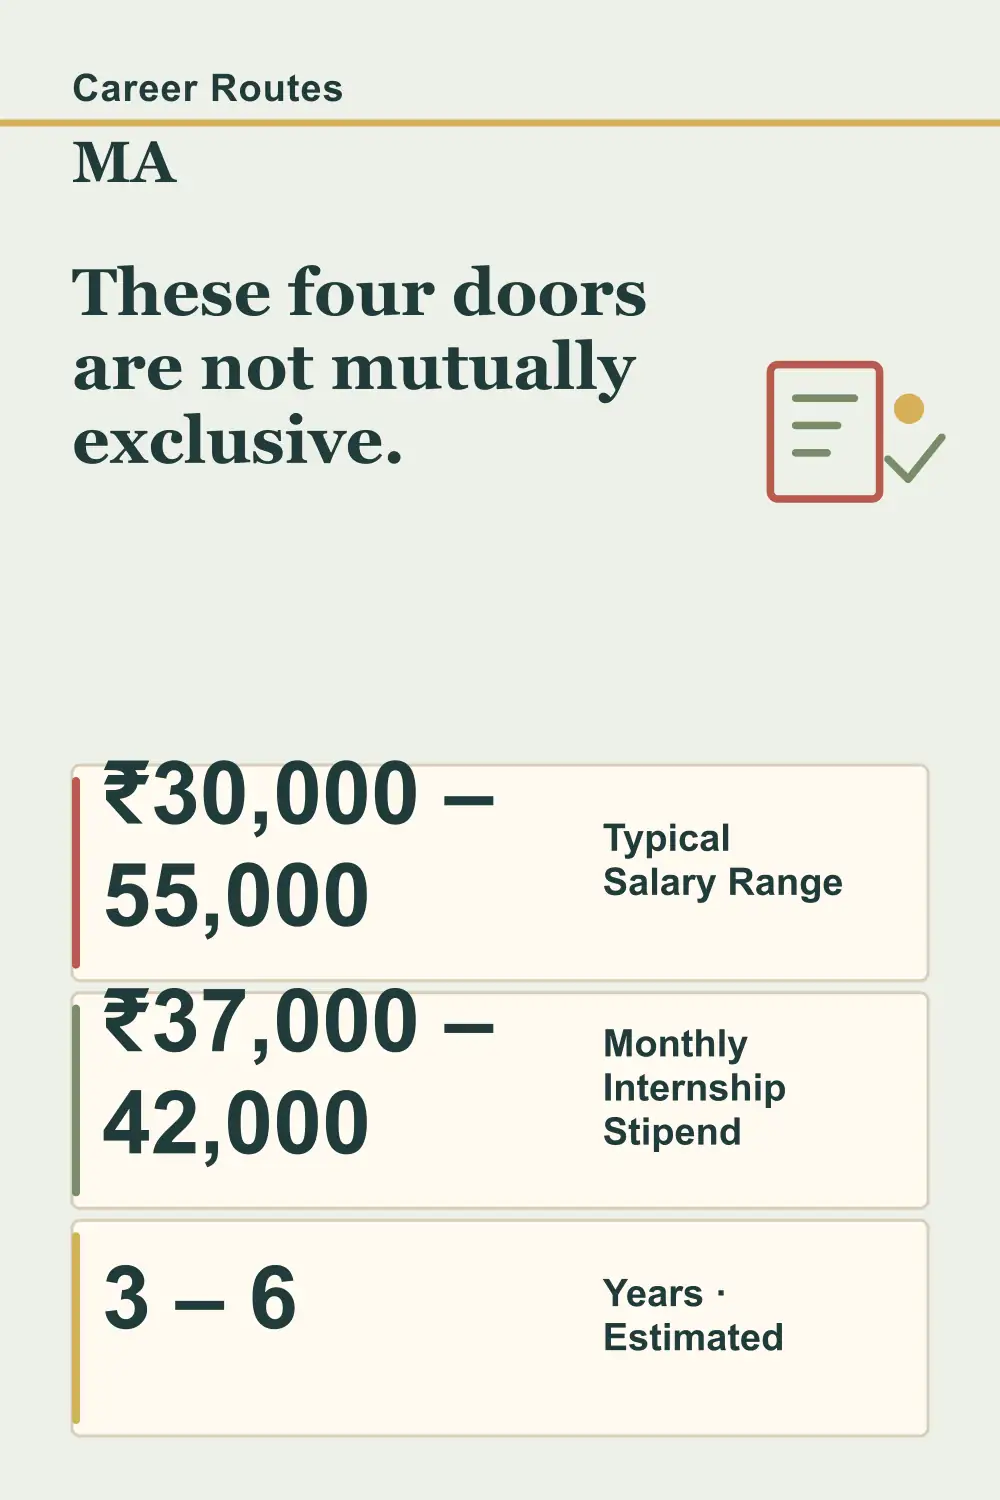 Career Routes
MA
These four doors
are not mutually
exclusive.
₹30,000 –
55,000
Typical
Salary Range
₹37,000 –
42,000
Monthly
Internship
Stipend
3 – 6
Years ·
Estimated